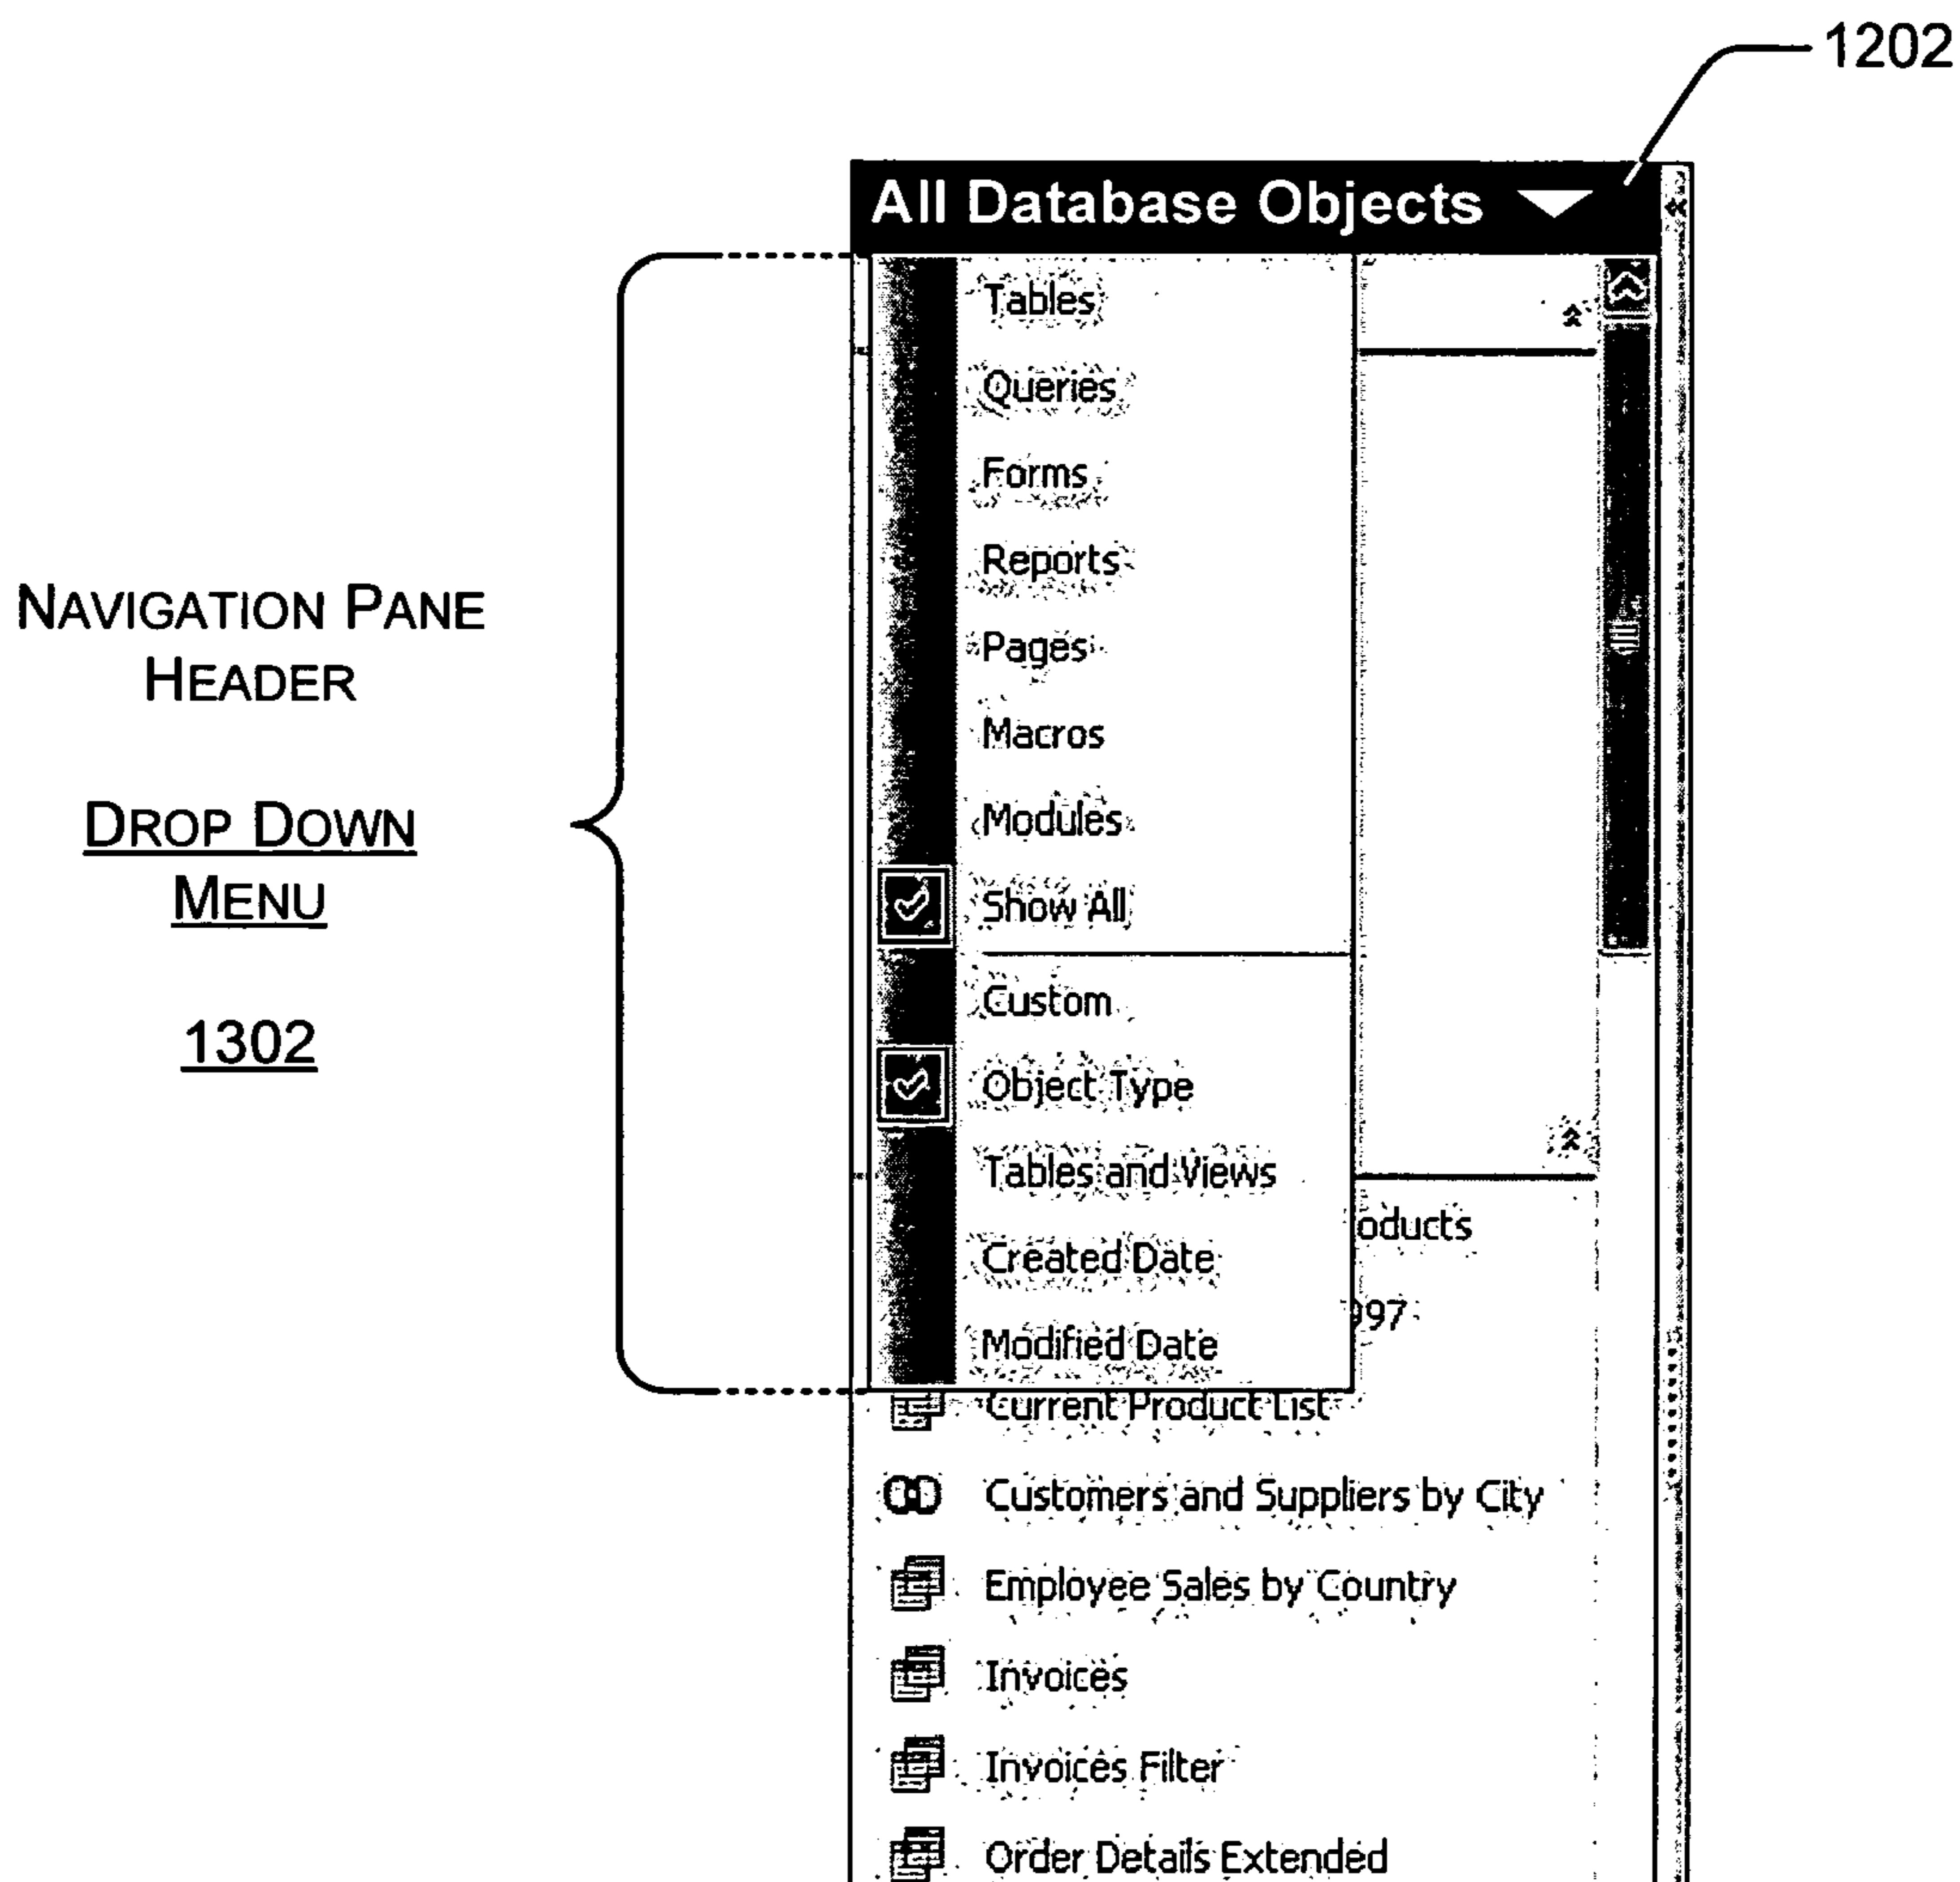 1202
All Database Objects
Tables
Queries
Forms
Reports
Pages
Macros
Modules
Show All
Custom
Object Type
Tables and Views
Created Date
Modified Date
NAVIGATION PANE
HEADER
DROP DOWN
MENU
1302
oducts
997
Current Product List
Customers and Suppliers by City
Employee Sales by Country
Invoices
Invoices Filter
Order Details Extended